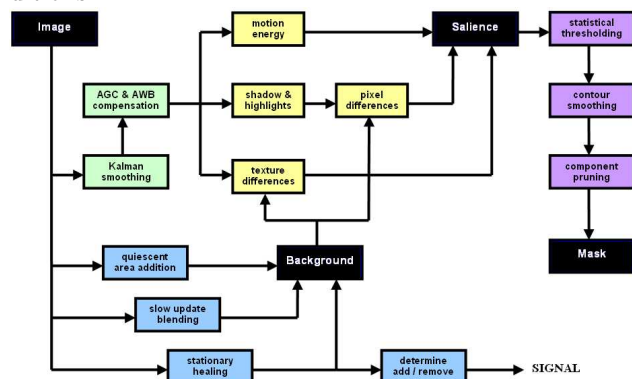 Image
motion
energy
Salience
statistical
thresholding
AGC & AWB
compensation
shadow &
highlights
pixel
differences
contour
smoothing
Kalman
smoothing
texture
differences
component
pruning
quiescent
area addition
Background
Mask
slow update
blending
stationary
healing
determine
add / remove
SIGNAL